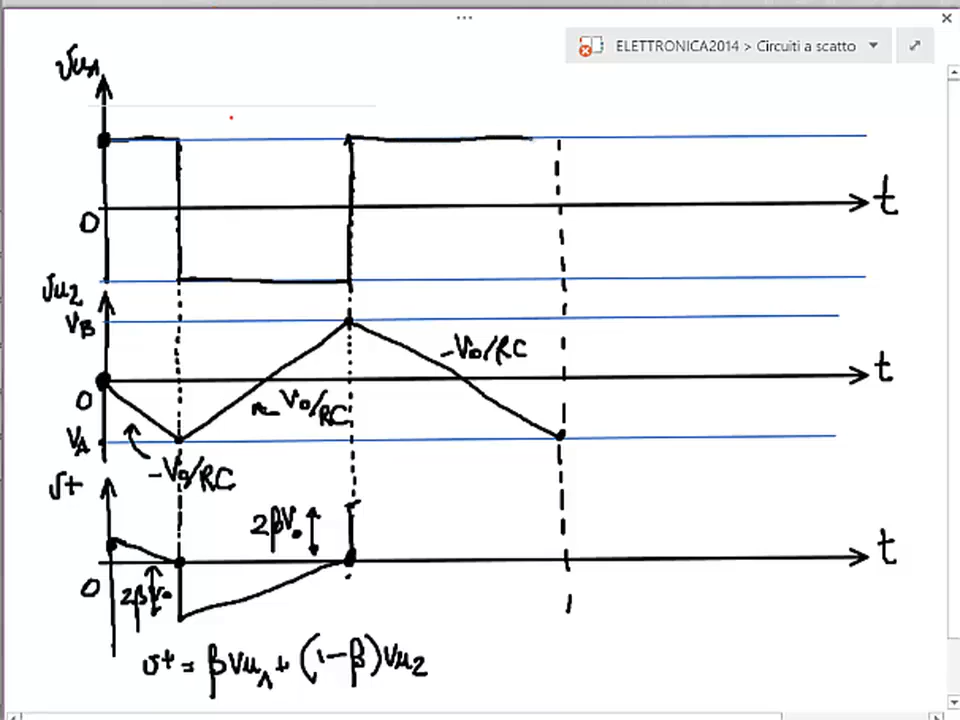 ELETTRONICA2014 > Circuiti a scatto
Vu1
t
0
Vu2
VB
-V0/RC
t
0
V0/RC
VA
-V0/RC
v+
2βV0
t
0
2βV0
v+ = βVu1 + (1-β)Vu2